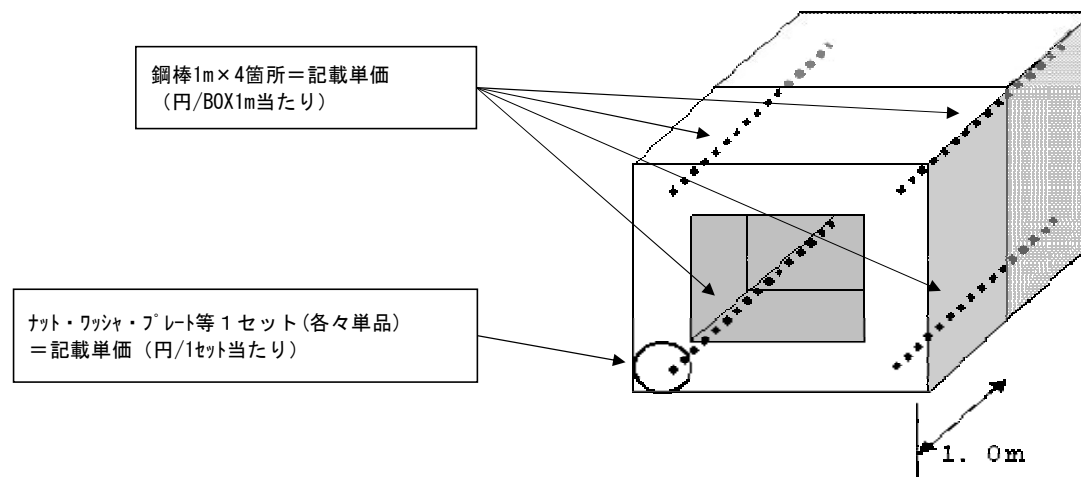 鋼棒1m×4箇所＝記載単価
（円/BOX1m当たり）
ﾅｯﾄ・ﾜｯｼｬ・ﾌﾟﾚｰﾄ等１セット(各々単品)
＝記載単価（円/1ｾｯﾄ当たり）
１．０m